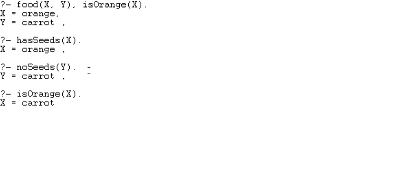 ?- food(X, Y), isOrange(X).
X = orange,
Y = carrot ,
?- hasSeeds(X).
X = orange ,
?- noSeeds(Y).
Y = carrot ,
?- isOrange(X).
X = carrot